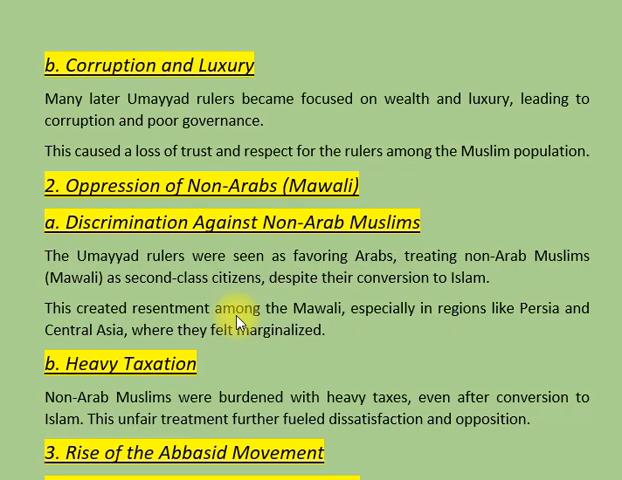 b. Corruption and Luxury
Many later Umayyad rulers became focused on wealth and luxury, leading to
corruption and poor governance.
This caused a loss of trust and respect for the rulers among the Muslim population.
2. Oppression of Non-Arabs (Mawali)
a. Discrimination Against Non-Arab Muslims
The Umayyad rulers were seen as favoring Arabs, treating non-Arab Muslims
(Mawali) as second-class citizens, despite their conversion to Islam.
This created resentment among the Mawali, especially in regions like Persia and
Central Asia, where they felt marginalized.
b. Heavy Taxation
Non-Arab Muslims were burdened with heavy taxes, even after conversion to
Islam. This unfair treatment further fueled dissatisfaction and opposition.
3. Rise of the Abbasid Movement